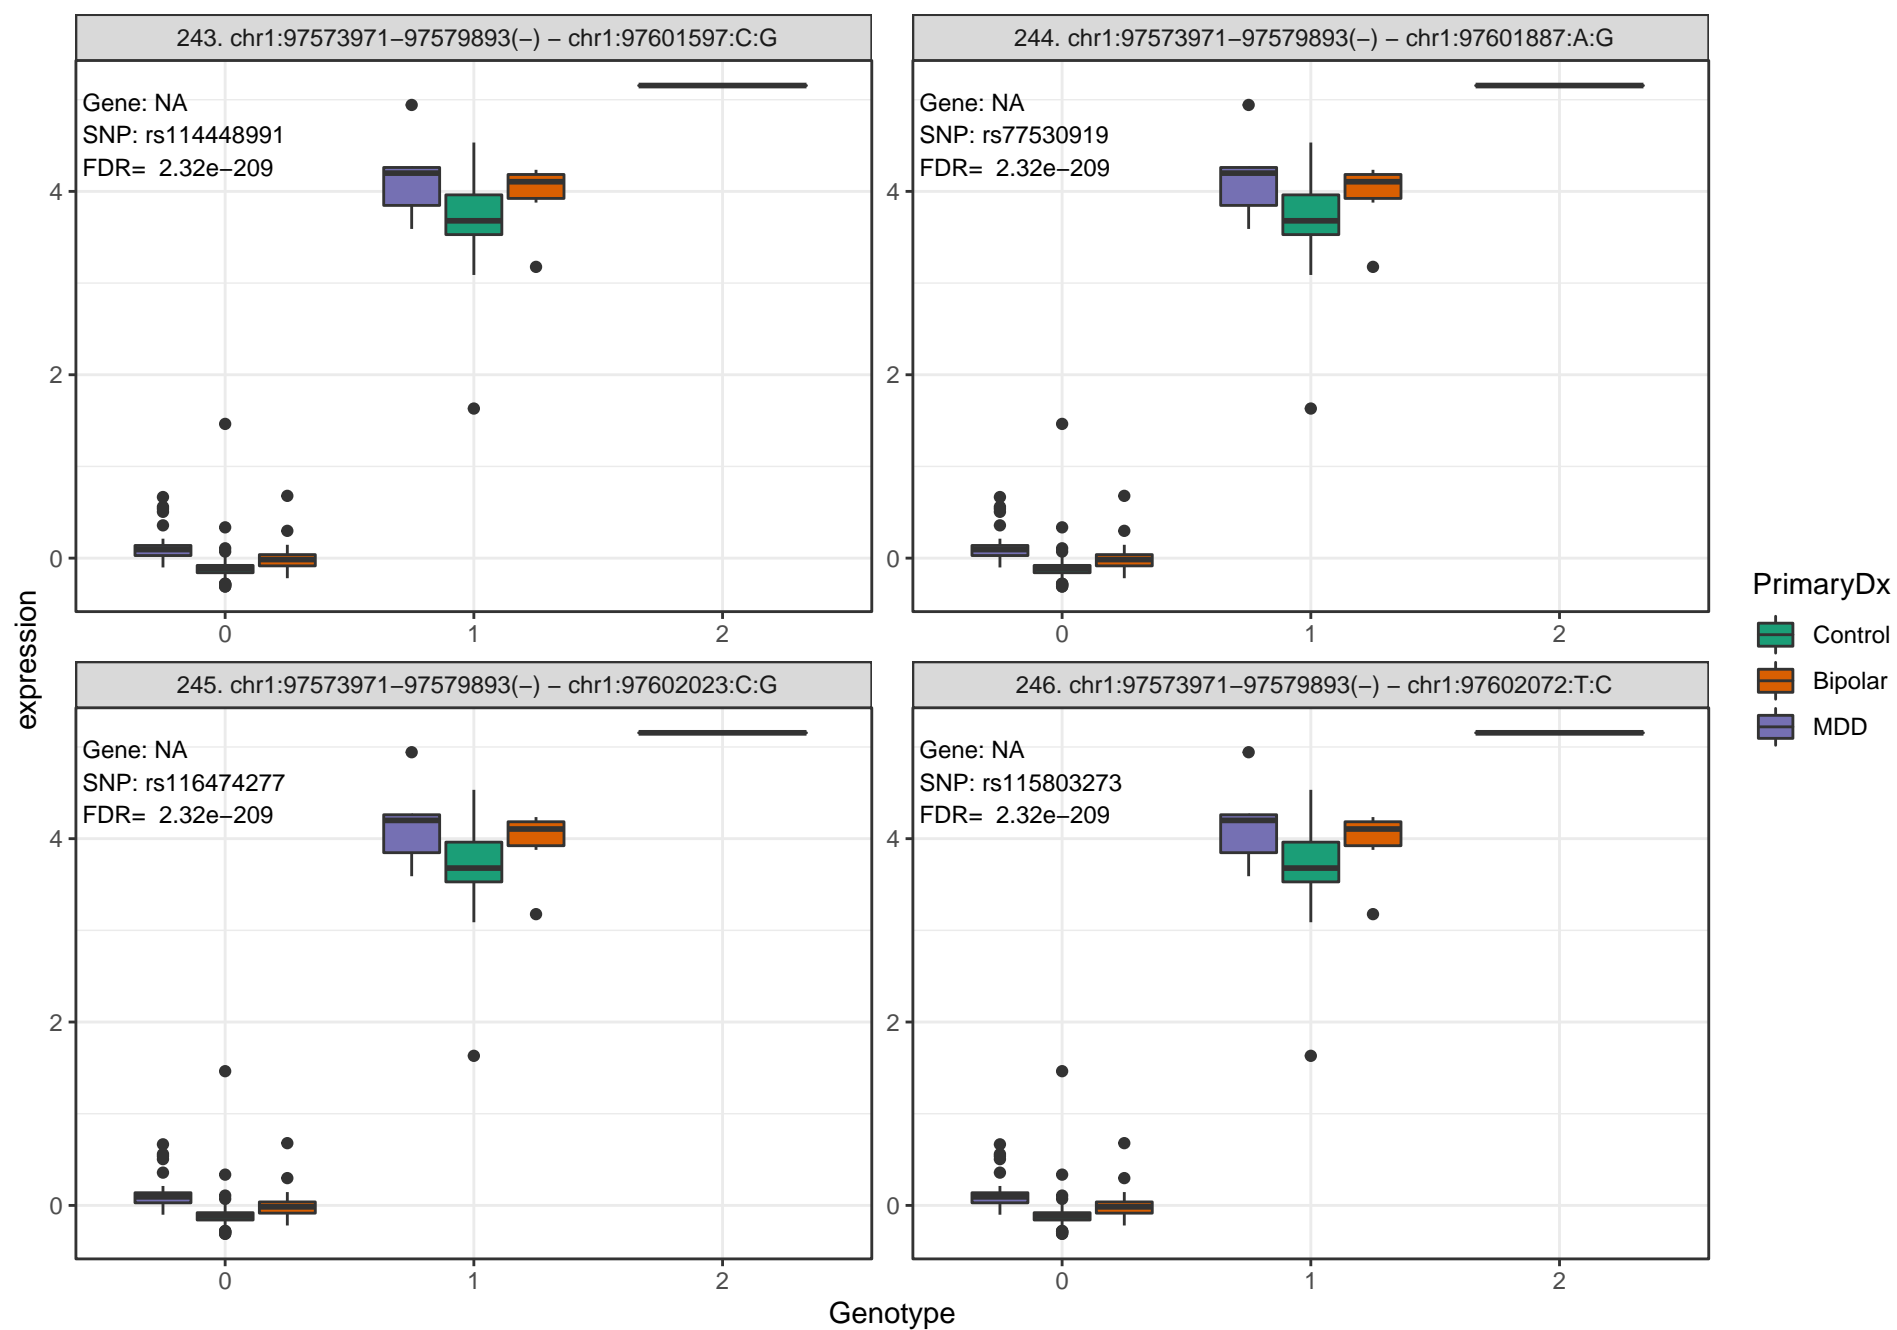 243. chr1:97573971−97579893(−) − chr1:97601597:C:G
Gene: NA
SNP: rs114448991
FDR= 2.32e−209
4
2
0
0 1 2
244. chr1:97573971−97579893(−) − chr1:97601887:A:G
Gene: NA
SNP: rs77530919
FDR= 2.32e−209
4
2
0
0 1 2
245. chr1:97573971−97579893(−) − chr1:97602023:C:G
Gene: NA
SNP: rs116474277
FDR= 2.32e−209
4
2
0
0 1 2
246. chr1:97573971−97579893(−) − chr1:97602072:T:C
Gene: NA
SNP: rs115803273
FDR= 2.32e−209
4
2
0
0 1 2
expression
Genotype
PrimaryDx
Control
Bipolar
MDD